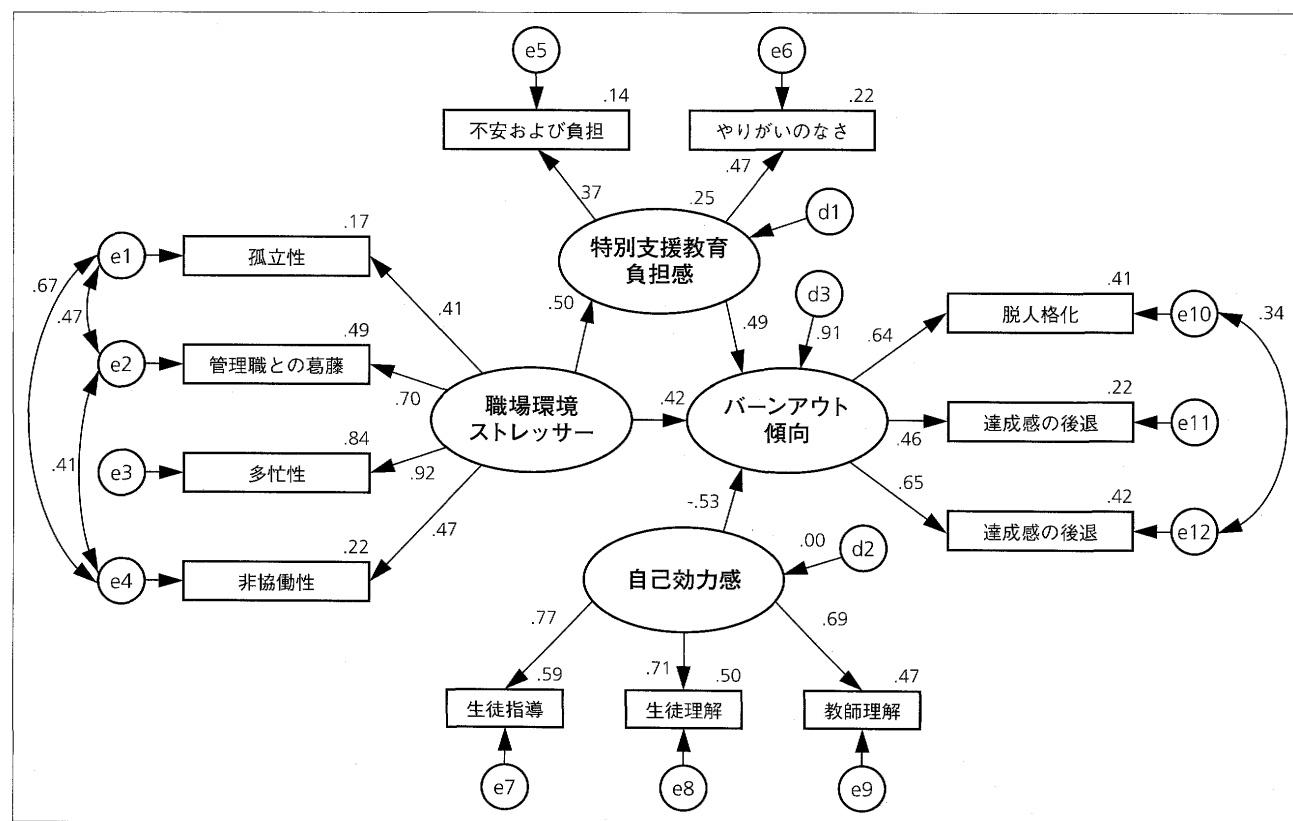 e5
e6
.14
.22
不安および負担
やりがいのなさ
.37
.47
.25
d1
.17
e1
孤立性
特別支援教育
負担感
.67
.47
.41
.50
d3
.41
脱人格化
e10
.34
.49
.49
.91
.64
e2
管理職との葛藤
.70
職場環境
ストレッサー
.42
バーンアウト
傾向
.22
達成感の後退
e11
.46
.84
.41
e3
多忙性
.92
-.53
.65
.42
達成感の後退
e12
.47
.22
.00
d2
e4
非協働性
自己効力感
.77
.69
.59
.71
.50
.47
生徒指導
生徒理解
教師理解
e7
e8
e9